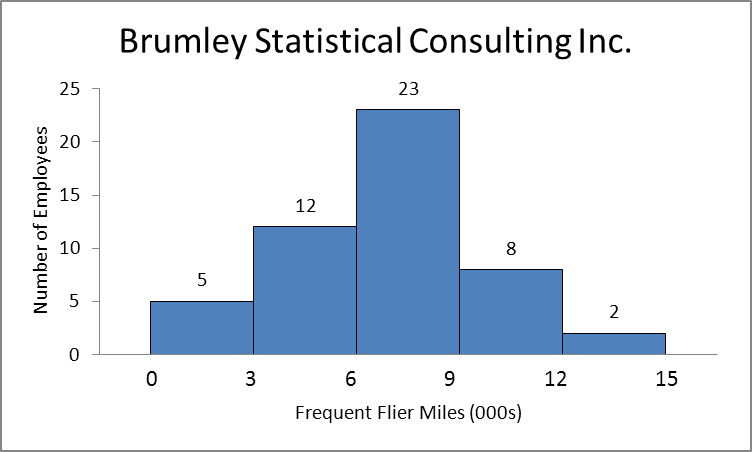 Brumley Statistical Consulting Inc.
Number of Employees
25
20
15
10
5
0
5
12
23
8
2
0 3 6 9 12 15
Frequent Flier Miles (000s)